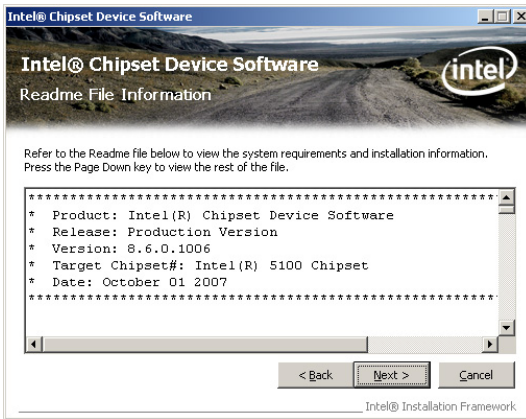 Intel® Chipset Device Software
Intel® Chipset Device Software
Readme File Information
intel
Refer to the Readme file below to view the system requirements and installation information.
Press the Page Down key to view the rest of the file.
************************************************************
* Product: Intel(R) Chipset Device Software
* Release: Production Version
* Version: 8.6.0.1006
* Target Chipset#: Intel(R) 5100 Chipset
* Date: October 01 2007
************************************************************
< Back Next > Cancel
Intel® Installation Framework